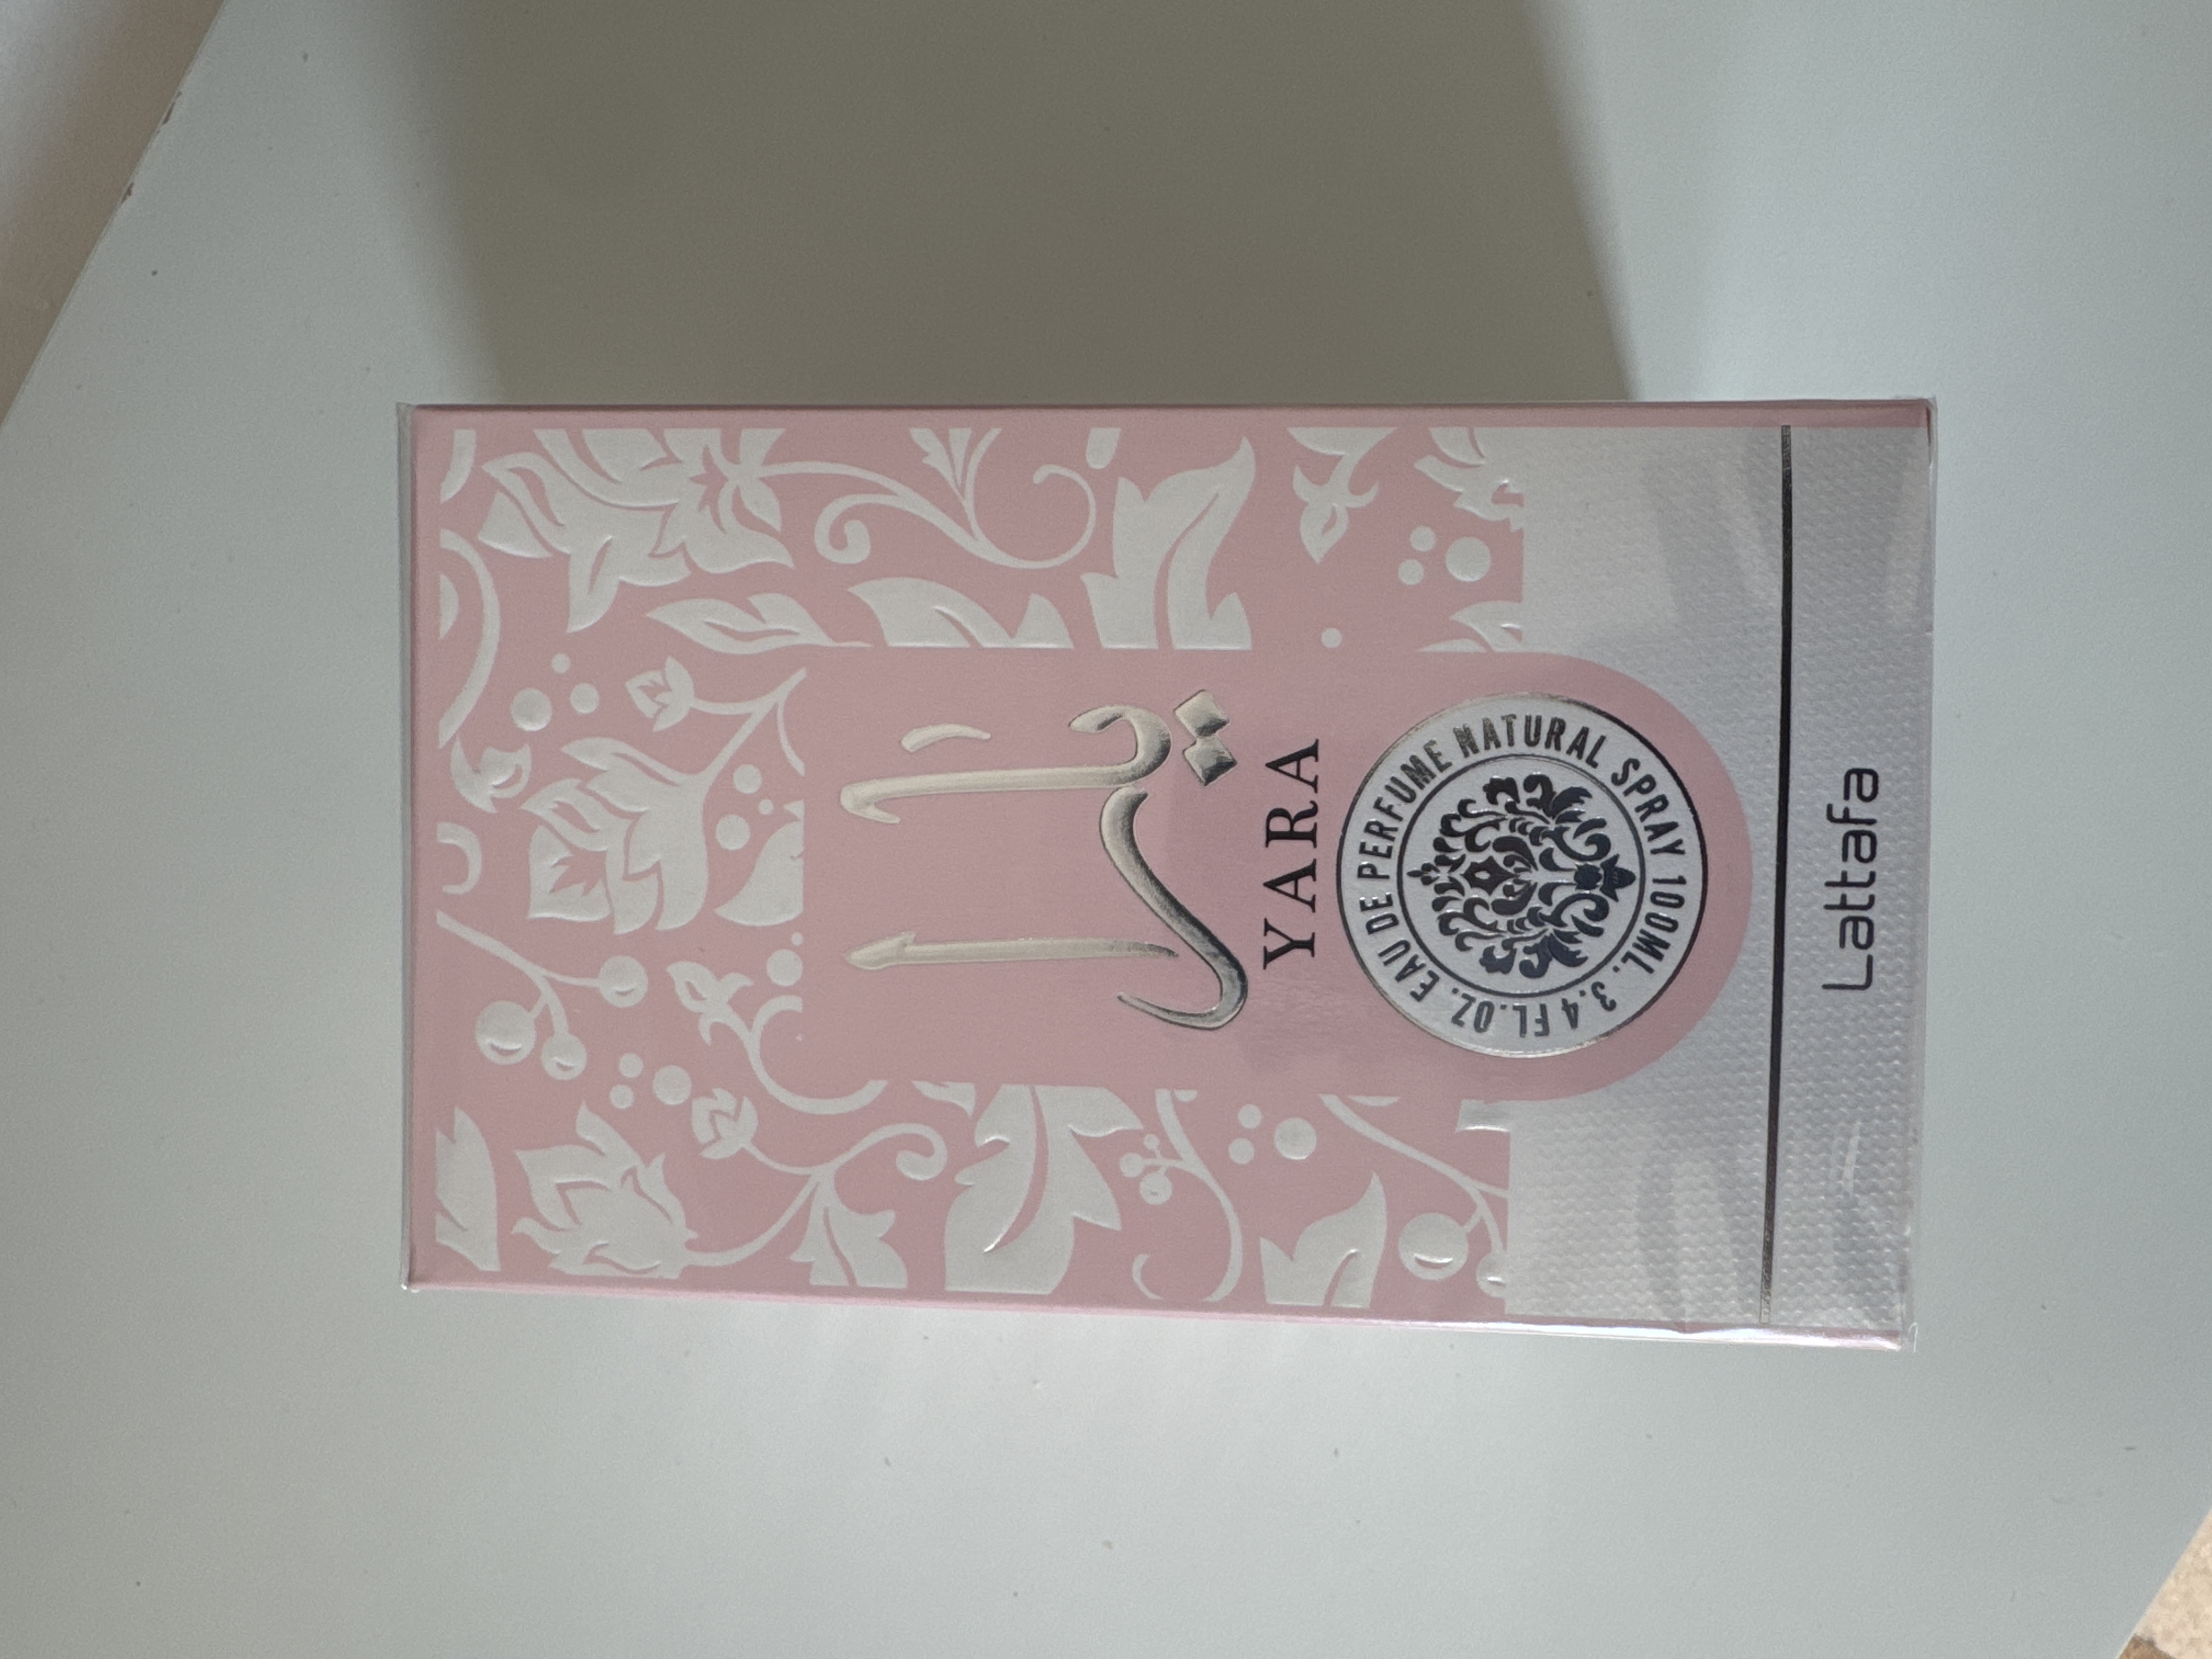 يارا
YARA
EAU DE PERFUME NATURAL SPRAY 100ML. 3.4 FL.OZ.
Lattafa